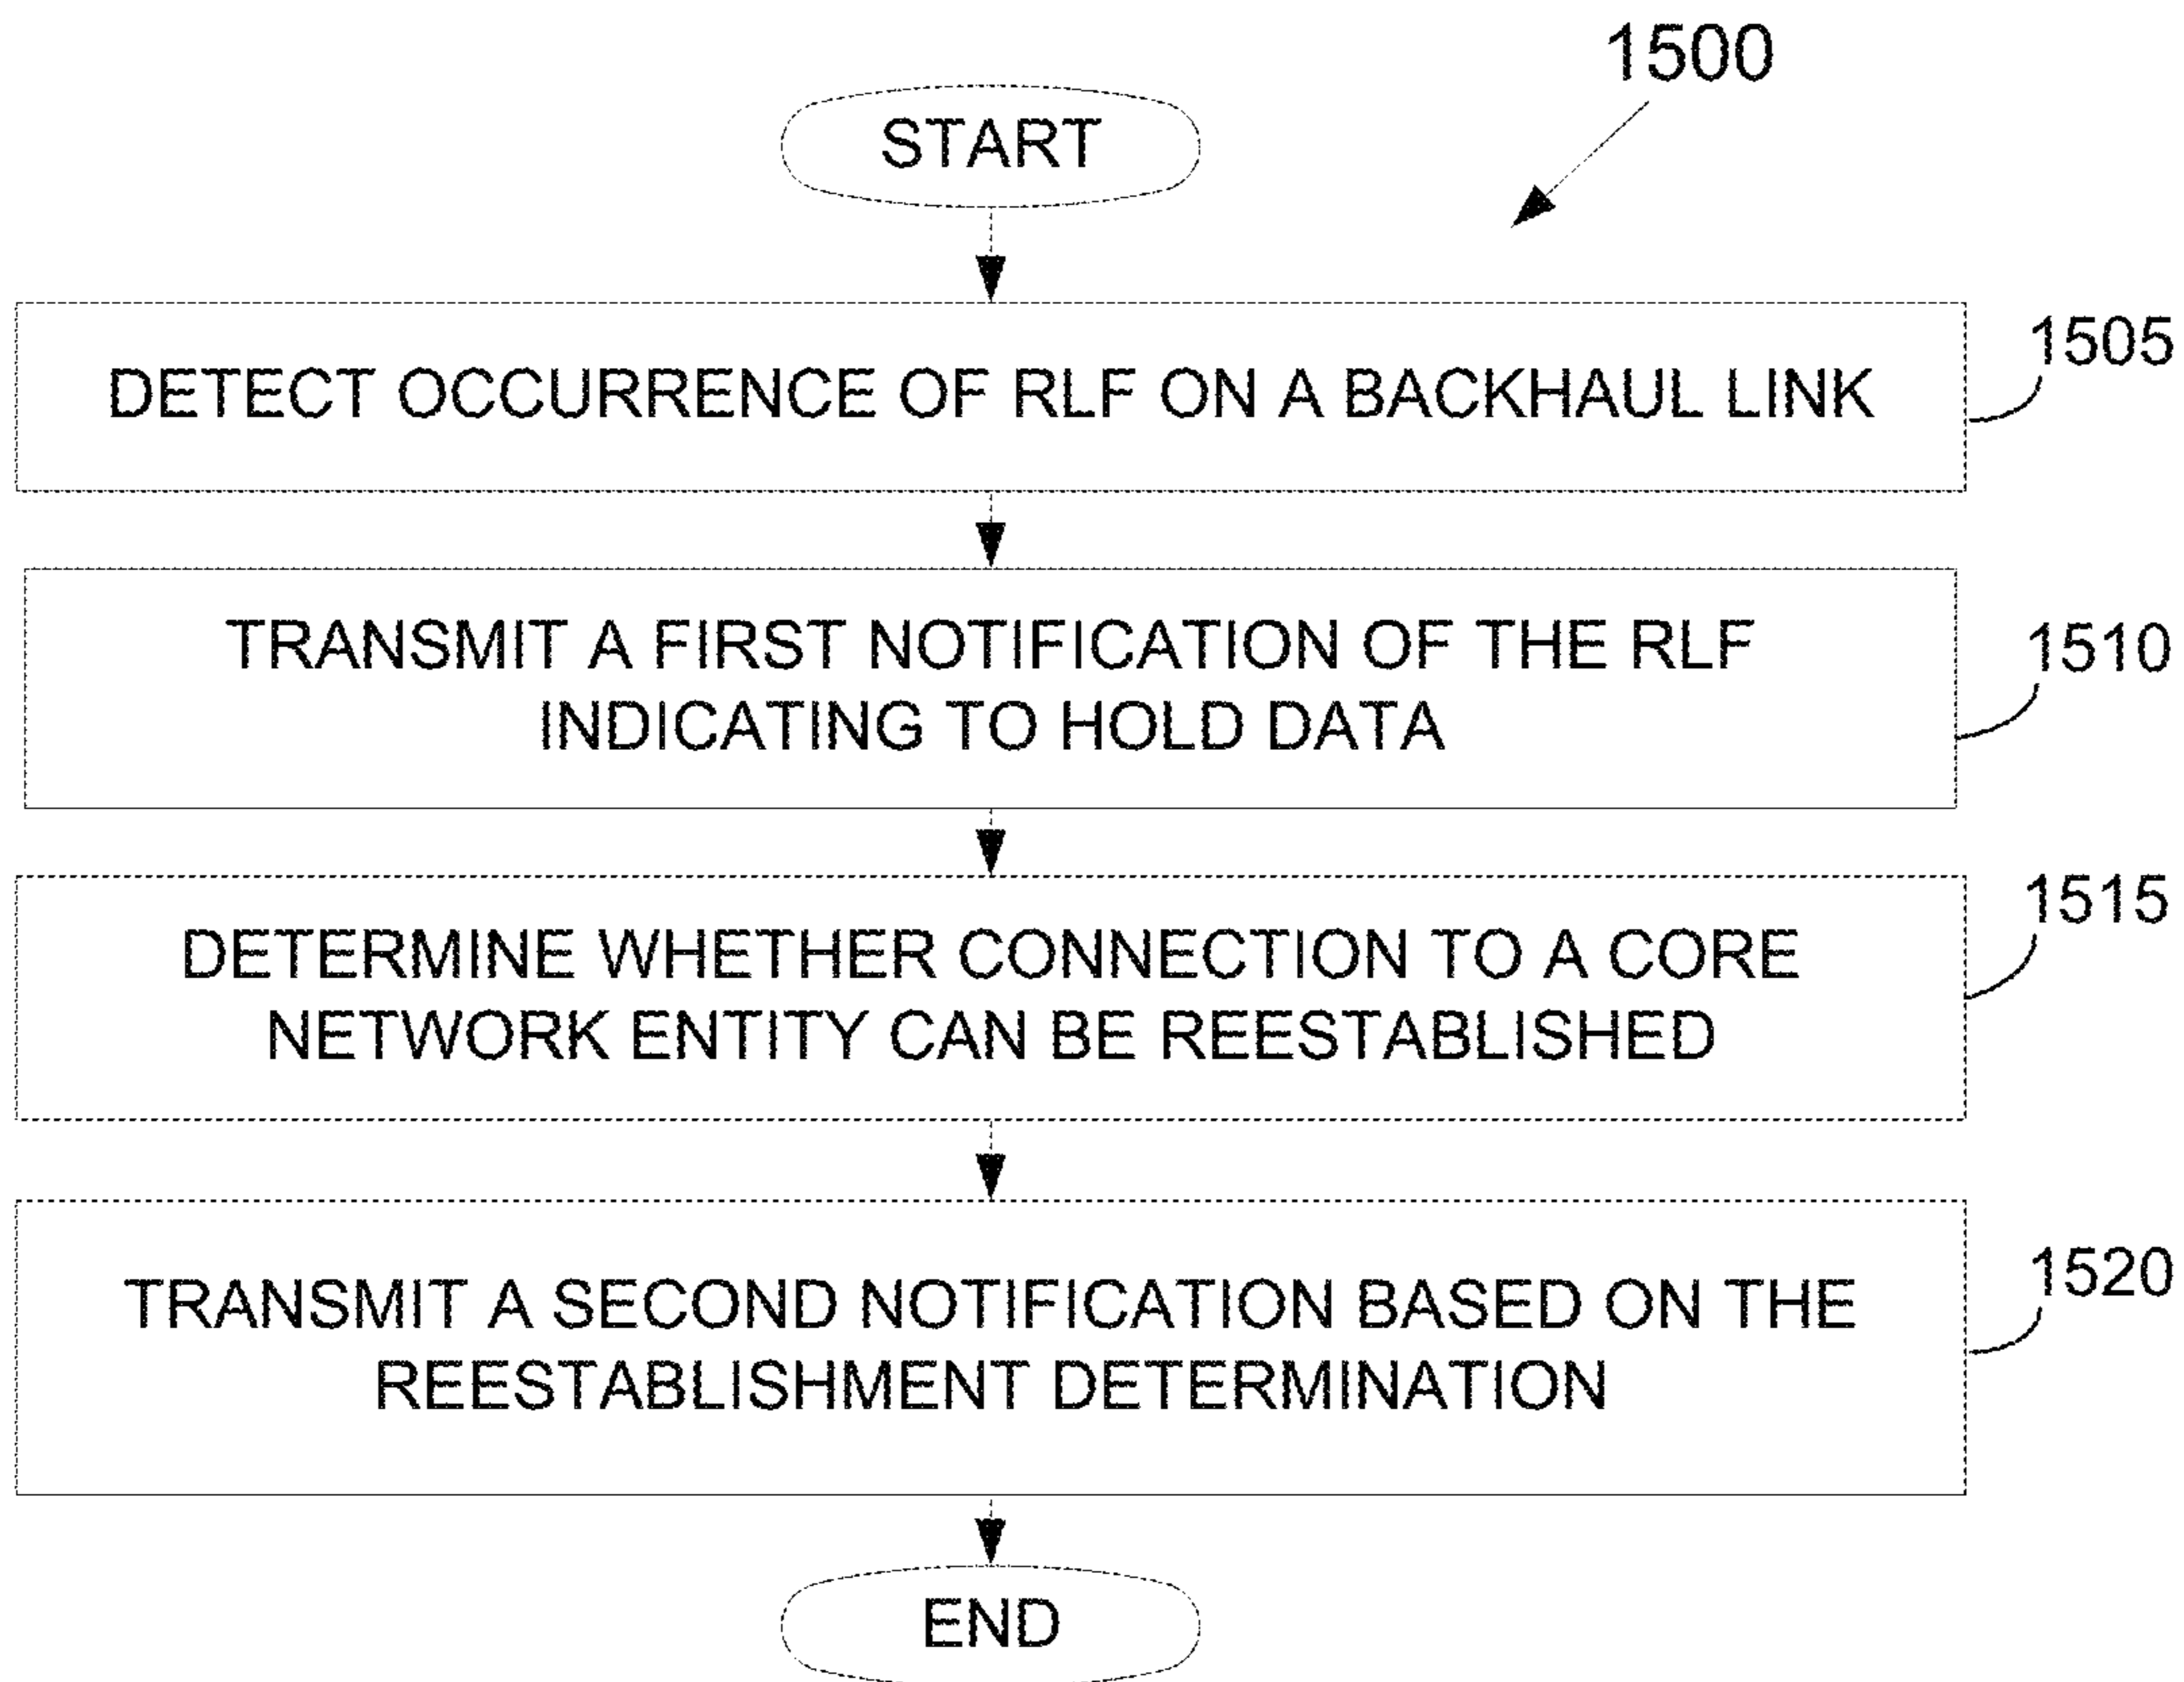 1500
START
DETECT OCCURRENCE OF RLF ON A BACKHAUL LINK
1505
TRANSMIT A FIRST NOTIFICATION OF THE RLF
INDICATING TO HOLD DATA
1510
DETERMINE WHETHER CONNECTION TO A CORE
NETWORK ENTITY CAN BE REESTABLISHED
1515
TRANSMIT A SECOND NOTIFICATION BASED ON THE
REESTABLISHMENT DETERMINATION
1520
END